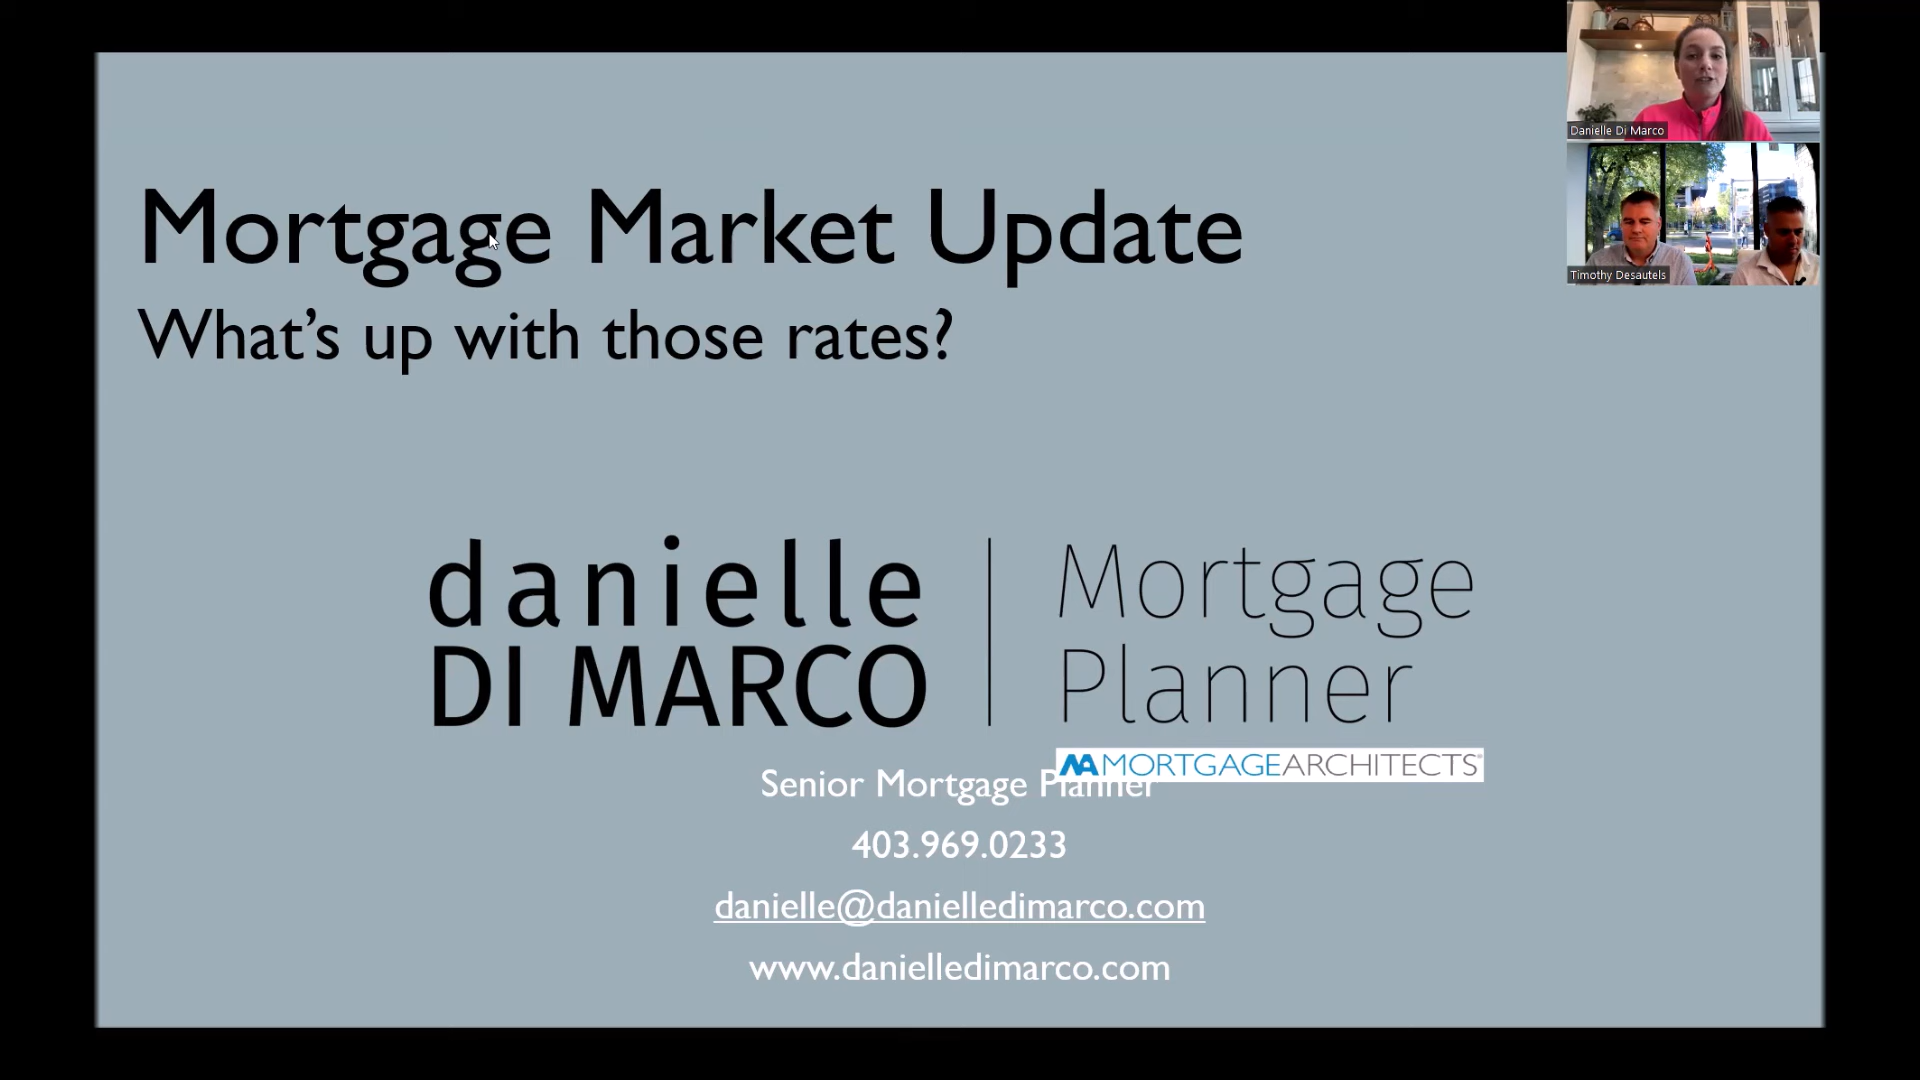 Mortgage Market Update
What's up with those rates?
danielle
DI MARCO
Mortgage
Planner
MORTGAGEARCHITECTS
Senior Mortgage Planner
403.969.0233
danielle@danielledimarco.com
www.danielledimarco.com
Danielle Di Marco
Timothy Desautels